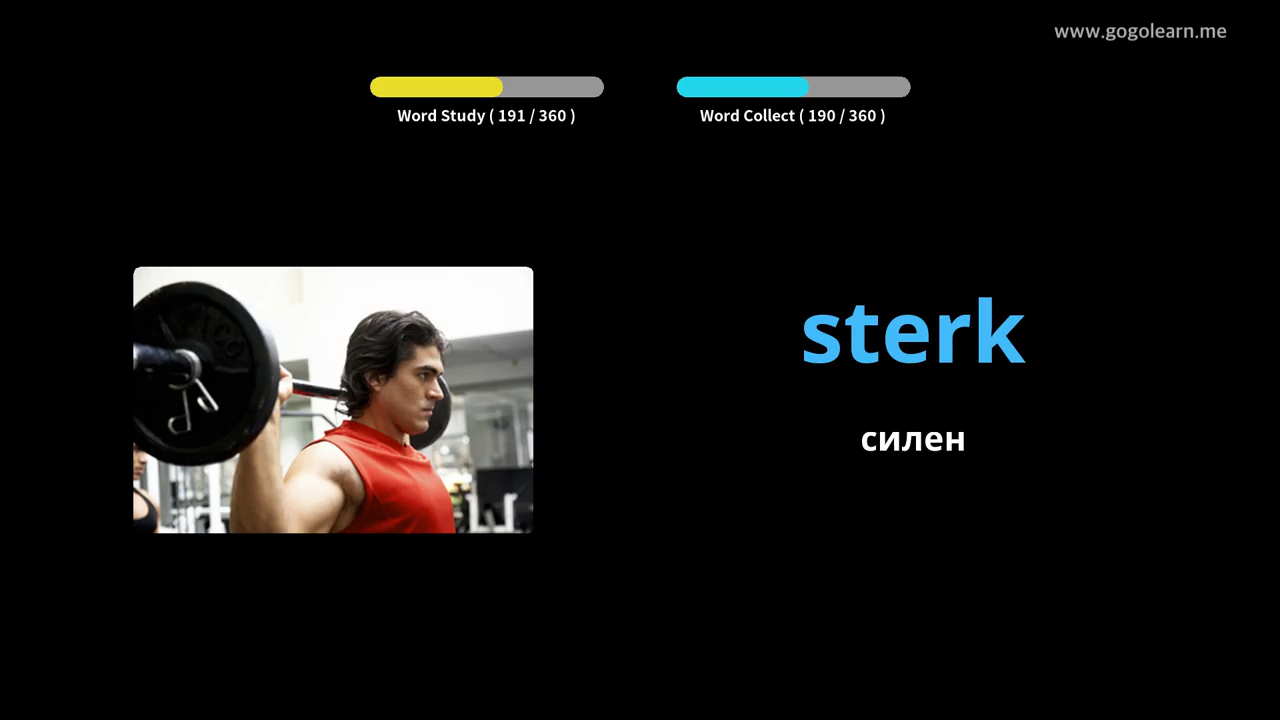 www.gogolearn.me
Word Study ( 191 / 360 )
Word Collect ( 190 / 360 )
sterk
силен